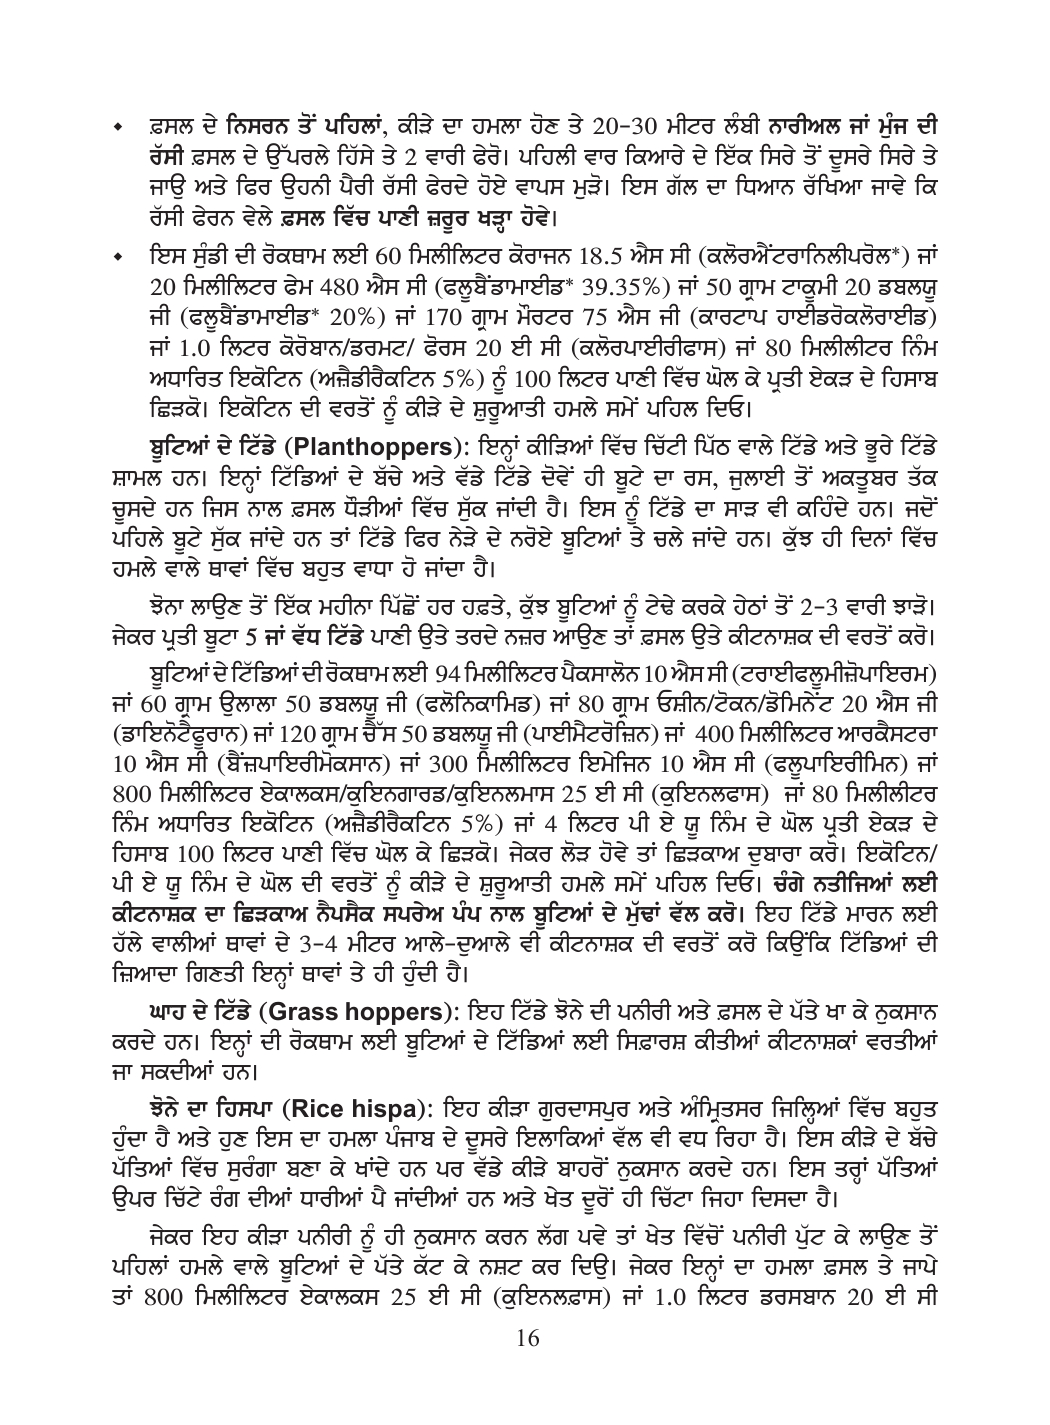 ⬩ ਫ਼ਸਲ ਦੇ ਨਿਸਰਨ ਤੋਂ ਪਹਿਲਾਂ, ਕੀੜੇ ਦਾ ਹਮਲਾ ਹੋਣ ਤੇ 20-30 ਮੀਟਰ ਲੰਬੀ ਨਾਰੀਅਲ ਜਾਂ ਮੁੰਜ ਦੀ
ਰੱਸੀ ਫ਼ਸਲ ਦੇ ਉੱਪਰਲੇ ਹਿੱਸੇ ਤੇ 2 ਵਾਰੀ ਫੇਰੋ। ਪਹਿਲੀ ਵਾਰ ਕਿਆਰੇ ਦੇ ਇੱਕ ਸਿਰੇ ਤੋਂ ਦੂਸਰੇ ਸਿਰੇ ਤੇ
ਜਾਉ ਅਤੇ ਫਿਰ ਉਹਨੀ ਪੈਰੀ ਰੱਸੀ ਫੇਰਦੇ ਹੋਏ ਵਾਪਸ ਮੁੜੋ। ਇਸ ਗੱਲ ਦਾ ਧਿਆਨ ਰੱਖਿਆ ਜਾਵੇ ਕਿ
ਰੱਸੀ ਫੇਰਨ ਵੇਲੇ ਫ਼ਸਲ ਵਿੱਚ ਪਾਣੀ ਜ਼ਰੂਰ ਖੜ੍ਹਾ ਹੋਵੇ।
⬩ ਇਸ ਸੁੰਡੀ ਦੀ ਰੋਕਥਾਮ ਲਈ 60 ਮਿਲੀਲਿਟਰ ਕੋਰਾਜਨ 18.5 ਐਸ ਸੀ (ਕਲੋਰਐਂਟਰਾਨਿਲੀਪਰੋਲ*) ਜਾਂ
20 ਮਿਲੀਲਿਟਰ ਫੇਮ 480 ਐਸ ਸੀ (ਫਲੂਬੈਂਡਾਮਾਈਡ* 39.35%) ਜਾਂ 50 ਗ੍ਰਾਮ ਟਾਕੂਮੀ 20 ਡਬਲਯੂ
ਜੀ (ਫਲੂਬੈਂਡਾਮਾਈਡ* 20%) ਜਾਂ 170 ਗ੍ਰਾਮ ਮੌਰਟਰ 75 ਐਸ ਜੀ (ਕਾਰਟਾਪ ਹਾਈਡਰੋਕਲੋਰਾਈਡ)
ਜਾਂ 1.0 ਲਿਟਰ ਕੋਰੋਬਾਨ/ਡਰਮਟ/ ਫੋਰਸ 20 ਈ ਸੀ (ਕਲੋਰਪਾਈਰੀਫਾਸ) ਜਾਂ 80 ਮਿਲੀਲੀਟਰ ਨਿੰਮ
ਅਧਾਰਿਤ ਇਕੋਟਿਨ (ਅਜ਼ੈਡੀਰੈਕਟਿਨ 5%) ਨੂੰ 100 ਲਿਟਰ ਪਾਣੀ ਵਿੱਚ ਘੋਲ ਕੇ ਪ੍ਰਤੀ ਏਕੜ ਦੇ ਹਿਸਾਬ
ਛਿੜਕੋ। ਇਕੋਟਿਨ ਦੀ ਵਰਤੋਂ ਨੂੰ ਕੀੜੇ ਦੇ ਸ਼ੁਰੂਆਤੀ ਹਮਲੇ ਸਮੇਂ ਪਹਿਲ ਦਿਓ।
ਬੂਟਿਆਂ ਦੇ ਟਿੱਡੇ (Planthoppers): ਇਨ੍ਹਾਂ ਕੀੜਿਆਂ ਵਿੱਚ ਚਿੱਟੀ ਪਿੱਠ ਵਾਲੇ ਟਿੱਡੇ ਅਤੇ ਭੂਰੇ ਟਿੱਡੇ
ਸ਼ਾਮਲ ਹਨ। ਇਨ੍ਹਾਂ ਟਿੱਡਿਆਂ ਦੇ ਬੱਚੇ ਅਤੇ ਵੱਡੇ ਟਿੱਡੇ ਦੋਵੇਂ ਹੀ ਬੂਟੇ ਦਾ ਰਸ, ਜੁਲਾਈ ਤੋਂ ਅਕਤੂਬਰ ਤੱਕ
ਚੂਸਦੇ ਹਨ ਜਿਸ ਨਾਲ ਫ਼ਸਲ ਧੌੜੀਆਂ ਵਿੱਚ ਸੁੱਕ ਜਾਂਦੀ ਹੈ। ਇਸ ਨੂੰ ਟਿੱਡੇ ਦਾ ਸਾੜ ਵੀ ਕਹਿੰਦੇ ਹਨ। ਜਦੋਂ
ਪਹਿਲੇ ਬੂਟੇ ਸੁੱਕ ਜਾਂਦੇ ਹਨ ਤਾਂ ਟਿੱਡੇ ਫਿਰ ਨੇੜੇ ਦੇ ਨਰੋਏ ਬੂਟਿਆਂ ਤੇ ਚਲੇ ਜਾਂਦੇ ਹਨ। ਕੁੱਝ ਹੀ ਦਿਨਾਂ ਵਿੱਚ
ਹਮਲੇ ਵਾਲੇ ਥਾਵਾਂ ਵਿੱਚ ਬਹੁਤ ਵਾਧਾ ਹੋ ਜਾਂਦਾ ਹੈ।
ਝੋਨਾ ਲਾਉਣ ਤੋਂ ਇੱਕ ਮਹੀਨਾ ਪਿੱਛੋਂ ਹਰ ਹਫ਼ਤੇ, ਕੁੱਝ ਬੂਟਿਆਂ ਨੂੰ ਟੇਢੇ ਕਰਕੇ ਹੇਠਾਂ ਤੋਂ 2-3 ਵਾਰੀ ਝਾੜੋ।
ਜੇਕਰ ਪ੍ਰਤੀ ਬੂਟਾ 5 ਜਾਂ ਵੱਧ ਟਿੱਡੇ ਪਾਣੀ ਉਤੇ ਤਰਦੇ ਨਜ਼ਰ ਆਉਣ ਤਾਂ ਫ਼ਸਲ ਉਤੇ ਕੀਟਨਾਸ਼ਕ ਦੀ ਵਰਤੋਂ ਕਰੋ।
ਬੂਟਿਆਂ ਦੇ ਟਿੱਡਿਆਂ ਦੀ ਰੋਕਥਾਮ ਲਈ 94 ਮਿਲੀਲਿਟਰ ਪੈਕਸਾਲੋਨ 10 ਐਸ ਸੀ (ਟਰਾਈਫਲੂਮੀਜ਼ੋਪਾਇਰਮ)
ਜਾਂ 60 ਗ੍ਰਾਮ ਉਲਾਲਾ 50 ਡਬਲਯੂ ਜੀ (ਫਲੋਨਿਕਾਮਿਡ) ਜਾਂ 80 ਗ੍ਰਾਮ ਓਸ਼ੀਨ/ਟੋਕਨ/ਡੋਮਿਨੇਂਟ 20 ਐਸ ਜੀ
(ਡਾਇਨੋਟੈਫੂਰਾਨ) ਜਾਂ 120 ਗ੍ਰਾਮ ਚੈੱਸ 50 ਡਬਲਯੂ ਜੀ (ਪਾਈਮੈਟਰੋਜ਼ਿਨ) ਜਾਂ 400 ਮਿਲੀਲਿਟਰ ਆਰਕੈਸਟਰਾ
10 ਐਸ ਸੀ (ਬੈਂਜ਼ਪਾਇਰੀਮੋਕਸਾਨ) ਜਾਂ 300 ਮਿਲੀਲਿਟਰ ਇਮੇਜਿਨ 10 ਐਸ ਸੀ (ਫਲੂਪਾਇਰੀਮਿਨ) ਜਾਂ
800 ਮਿਲੀਲਿਟਰ ਏਕਾਲਕਸ/ਕੁਇਨਗਾਰਡ/ਕੁਇਨਲਮਾਸ 25 ਈ ਸੀ (ਕੁਇਨਲਫਾਸ) ਜਾਂ 80 ਮਿਲੀਲੀਟਰ
ਨਿੰਮ ਅਧਾਰਿਤ ਇਕੋਟਿਨ (ਅਜ਼ੈਡੀਰੈਕਟਿਨ 5%) ਜਾਂ 4 ਲਿਟਰ ਪੀ ਏ ਯੂ ਨਿੰਮ ਦੇ ਘੋਲ ਪ੍ਰਤੀ ਏਕੜ ਦੇ
ਹਿਸਾਬ 100 ਲਿਟਰ ਪਾਣੀ ਵਿੱਚ ਘੋਲ ਕੇ ਛਿੜਕੋ। ਜੇਕਰ ਲੋੜ ਹੋਵੇ ਤਾਂ ਛਿੜਕਾਅ ਦੁਬਾਰਾ ਕਰੋ। ਇਕੋਟਿਨ/
ਪੀ ਏ ਯੂ ਨਿੰਮ ਦੇ ਘੋਲ ਦੀ ਵਰਤੋਂ ਨੂੰ ਕੀੜੇ ਦੇ ਸ਼ੁਰੂਆਤੀ ਹਮਲੇ ਸਮੇਂ ਪਹਿਲ ਦਿਓ। ਚੰਗੇ ਨਤੀਜਿਆਂ ਲਈ
ਕੀਟਨਾਸ਼ਕ ਦਾ ਛਿੜਕਾਅ ਨੈਪਸੈਕ ਸਪਰੇਅ ਪੰਪ ਨਾਲ ਬੂਟਿਆਂ ਦੇ ਮੁੱਢਾਂ ਵੱਲ ਕਰੋ। ਇਹ ਟਿੱਡੇ ਮਾਰਨ ਲਈ
ਹੱਲੇ ਵਾਲੀਆਂ ਥਾਵਾਂ ਦੇ 3-4 ਮੀਟਰ ਆਲੇ-ਦੁਆਲੇ ਵੀ ਕੀਟਨਾਸ਼ਕ ਦੀ ਵਰਤੋਂ ਕਰੋ ਕਿਉਂਕਿ ਟਿੱਡਿਆਂ ਦੀ
ਜ਼ਿਆਦਾ ਗਿਣਤੀ ਇਨ੍ਹਾਂ ਥਾਵਾਂ ਤੇ ਹੀ ਹੁੰਦੀ ਹੈ।
ਘਾਹ ਦੇ ਟਿੱਡੇ (Grass hoppers): ਇਹ ਟਿੱਡੇ ਝੋਨੇ ਦੀ ਪਨੀਰੀ ਅਤੇ ਫ਼ਸਲ ਦੇ ਪੱਤੇ ਖਾ ਕੇ ਨੁਕਸਾਨ
ਕਰਦੇ ਹਨ। ਇਨ੍ਹਾਂ ਦੀ ਰੋਕਥਾਮ ਲਈ ਬੂਟਿਆਂ ਦੇ ਟਿੱਡਿਆਂ ਲਈ ਸਿਫ਼ਾਰਸ਼ ਕੀਤੀਆਂ ਕੀਟਨਾਸ਼ਕਾਂ ਵਰਤੀਆਂ
ਜਾ ਸਕਦੀਆਂ ਹਨ।
ਝੋਨੇ ਦਾ ਹਿਸਪਾ (Rice hispa): ਇਹ ਕੀੜਾ ਗੁਰਦਾਸਪੁਰ ਅਤੇ ਅੰਮ੍ਰਿਤਸਰ ਜਿਲ੍ਹਿਆਂ ਵਿੱਚ ਬਹੁਤ
ਹੁੰਦਾ ਹੈ ਅਤੇ ਹੁਣ ਇਸ ਦਾ ਹਮਲਾ ਪੰਜਾਬ ਦੇ ਦੂਸਰੇ ਇਲਾਕਿਆਂ ਵੱਲ ਵੀ ਵਧ ਰਿਹਾ ਹੈ। ਇਸ ਕੀੜੇ ਦੇ ਬੱਚੇ
ਪੱਤਿਆਂ ਵਿੱਚ ਸੁਰੰਗਾ ਬਣਾ ਕੇ ਖਾਂਦੇ ਹਨ ਪਰ ਵੱਡੇ ਕੀੜੇ ਬਾਹਰੋਂ ਨੁਕਸਾਨ ਕਰਦੇ ਹਨ। ਇਸ ਤਰ੍ਹਾਂ ਪੱਤਿਆਂ
ਉਪਰ ਚਿੱਟੇ ਰੰਗ ਦੀਆਂ ਧਾਰੀਆਂ ਪੈ ਜਾਂਦੀਆਂ ਹਨ ਅਤੇ ਖੇਤ ਦੂਰੋਂ ਹੀ ਚਿੱਟਾ ਜਿਹਾ ਦਿਸਦਾ ਹੈ।
ਜੇਕਰ ਇਹ ਕੀੜਾ ਪਨੀਰੀ ਨੂੰ ਹੀ ਨੁਕਸਾਨ ਕਰਨ ਲੱਗ ਪਵੇ ਤਾਂ ਖੇਤ ਵਿੱਚੋਂ ਪਨੀਰੀ ਪੁੱਟ ਕੇ ਲਾਉਣ ਤੋਂ
ਪਹਿਲਾਂ ਹਮਲੇ ਵਾਲੇ ਬੂਟਿਆਂ ਦੇ ਪੱਤੇ ਕੱਟ ਕੇ ਨਸ਼ਟ ਕਰ ਦਿਉ। ਜੇਕਰ ਇਨ੍ਹਾਂ ਦਾ ਹਮਲਾ ਫ਼ਸਲ ਤੇ ਜਾਪੇ
ਤਾਂ 800 ਮਿਲੀਲਿਟਰ ਏਕਾਲਕਸ 25 ਈ ਸੀ (ਕੁਇਨਲਫ਼ਾਸ) ਜਾਂ 1.0 ਲਿਟਰ ਡਰਸਬਾਨ 20 ਈ ਸੀ
16